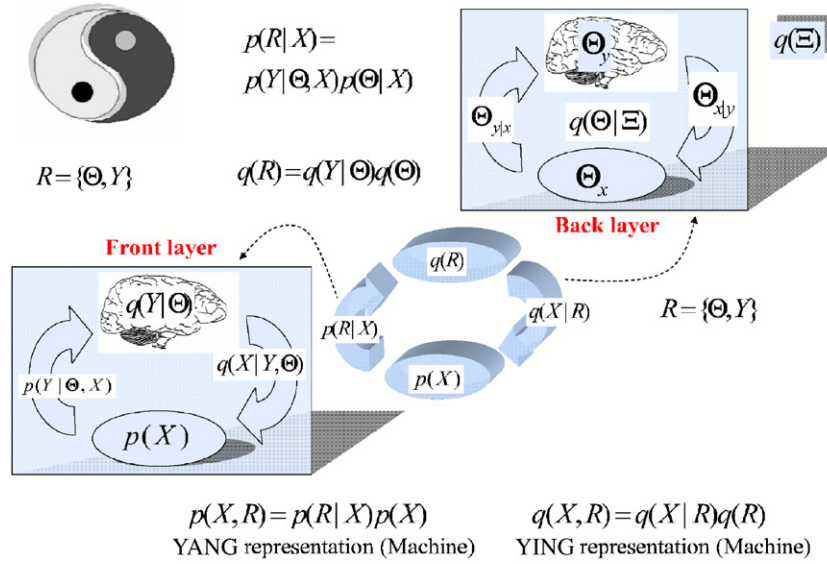 p(R|X)=
p(Y|Θ,X)p(Θ|X)
R={Θ,Y}
q(R)=q(Y|Θ)q(Θ)
Θ_y
q(Ξ)
Θ_{y|x}
Θ_{x|y}
q(Θ|Ξ)
Θ_x
Back layer
Front layer
q(Y|Θ)
p(Y|Θ,X)
q(X|Y,Θ)
p(X)
q(R)
p(R|X)
q(X|R)
p(X)
R={Θ,Y}
p(X,R)=p(R|X)p(X)
YANG representation (Machine)
q(X,R)=q(X|R)q(R)
YING representation (Machine)